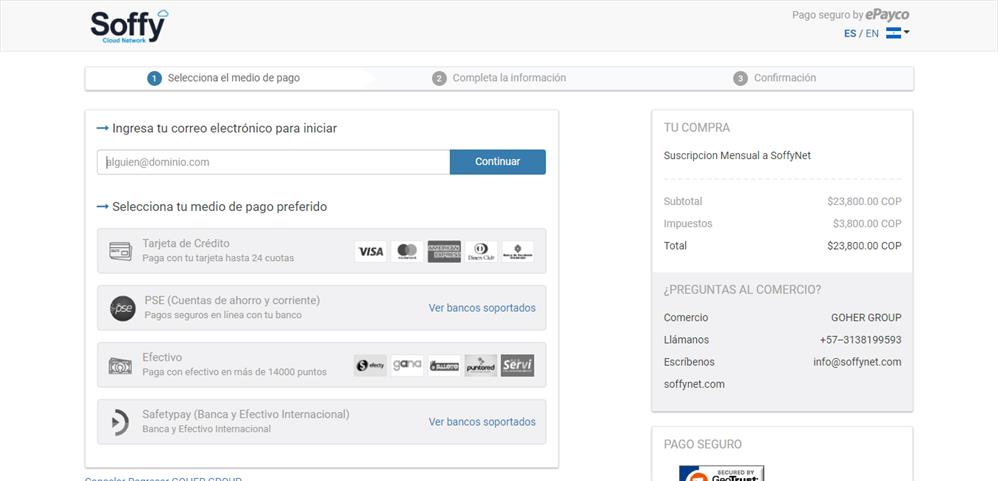 Soffy
Cloud Network
Pago seguro by ePayco
ES / EN
1 Selecciona el medio de pago
2 Completa la información
3 Confirmación
Ingresa tu correo electrónico para iniciar
alguien@dominio.com
Continuar
Selecciona tu medio de pago preferido
Tarjeta de Crédito
Paga con tu tarjeta hasta 24 cuotas
VISA
AMERICAN EXPRESS
Diners Club
PSE (Cuentas de ahorro y corriente)
Pagos seguros en línea con tu banco
pse
Ver bancos soportados
Efectivo
Paga con efectivo en más de 14000 puntos
efecty
gana
puntored
Servi
Safetypay (Banca y Efectivo Internacional)
Banca y Efectivo Internacional
Ver bancos soportados
Cancelar Regresar GOHER GROUP
TU COMPRA
Suscripcion Mensual a SoffyNet
Subtotal $23,800.00 COP
Impuestos $3,800.00 COP
Total $23,800.00 COP
¿PREGUNTAS AL COMERCIO?
Comercio GOHER GROUP
Llámanos +57–3138199593
Escríbenos info@soffynet.com
soffynet.com
PAGO SEGURO
SECURED BY
GeoTrust